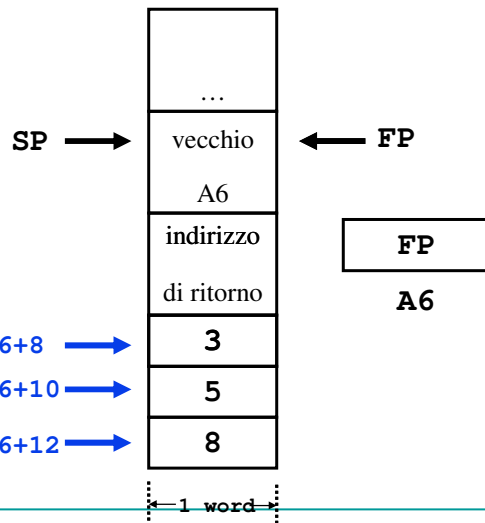 ...
SP
vecchio
A6
FP
indirizzo
di ritorno
FP
A6
6+8
3
6+10
5
6+12
8
1 word